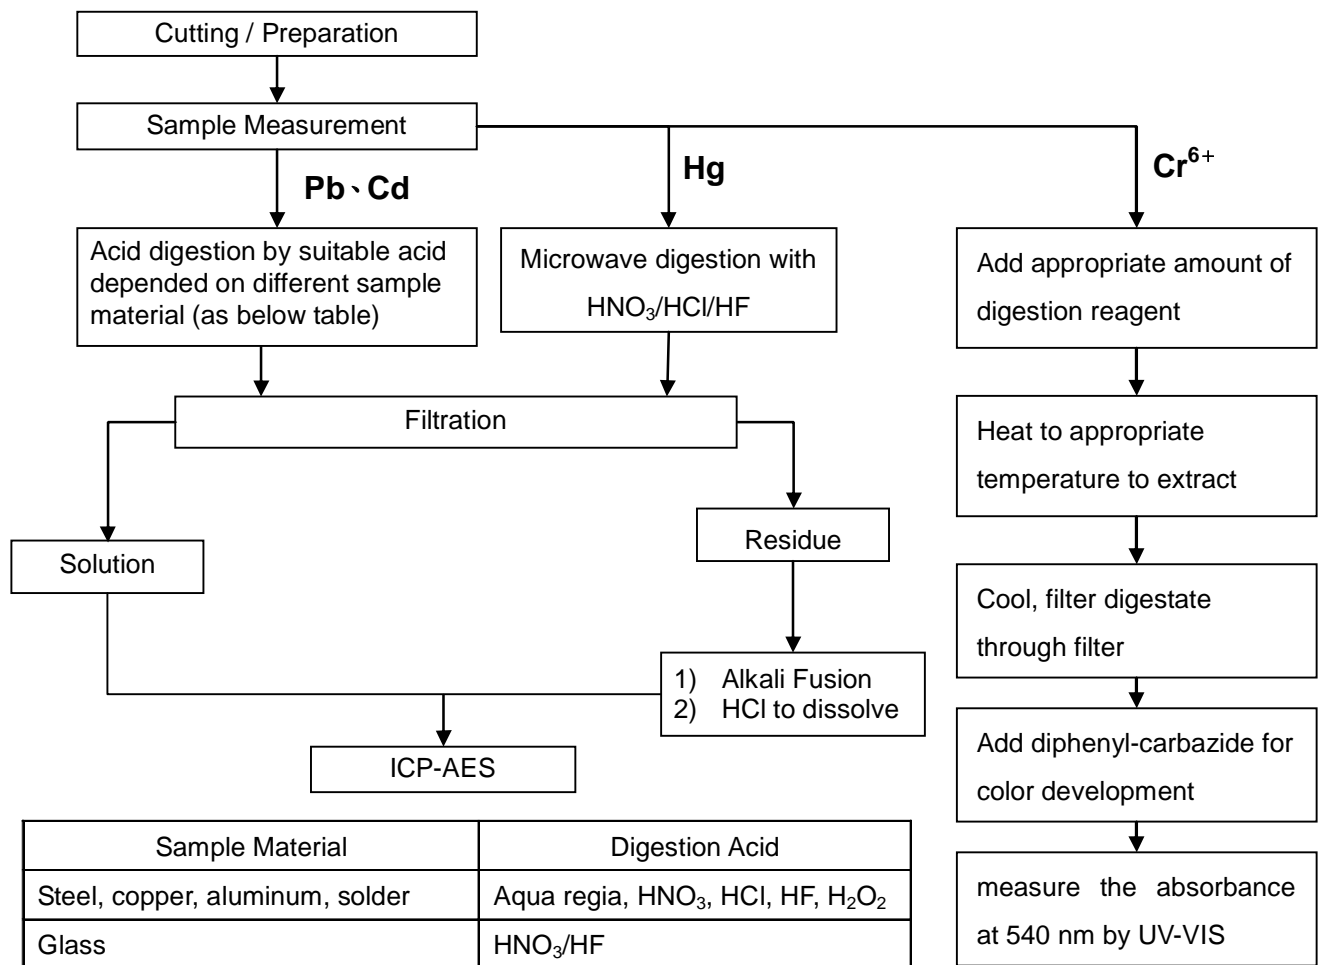 Cutting / Preparation
Sample Measurement
Pb、Cd
Hg
Cr⁶⁺
Acid digestion by suitable acid
depended on different sample
material (as below table)
Microwave digestion with
HNO₃/HCl/HF
Add appropriate amount of
digestion reagent
Filtration
Heat to appropriate
temperature to extract
Solution
Residue
Cool, filter digestate
through filter
1) Alkali Fusion
2) HCl to dissolve
ICP-AES
Add diphenyl-carbazide for
color development
measure the absorbance
at 540 nm by UV-VIS
Sample Material Digestion Acid
Steel, copper, aluminum, solder Aqua regia, HNO₃, HCl, HF, H₂O₂
Glass HNO₃/HF